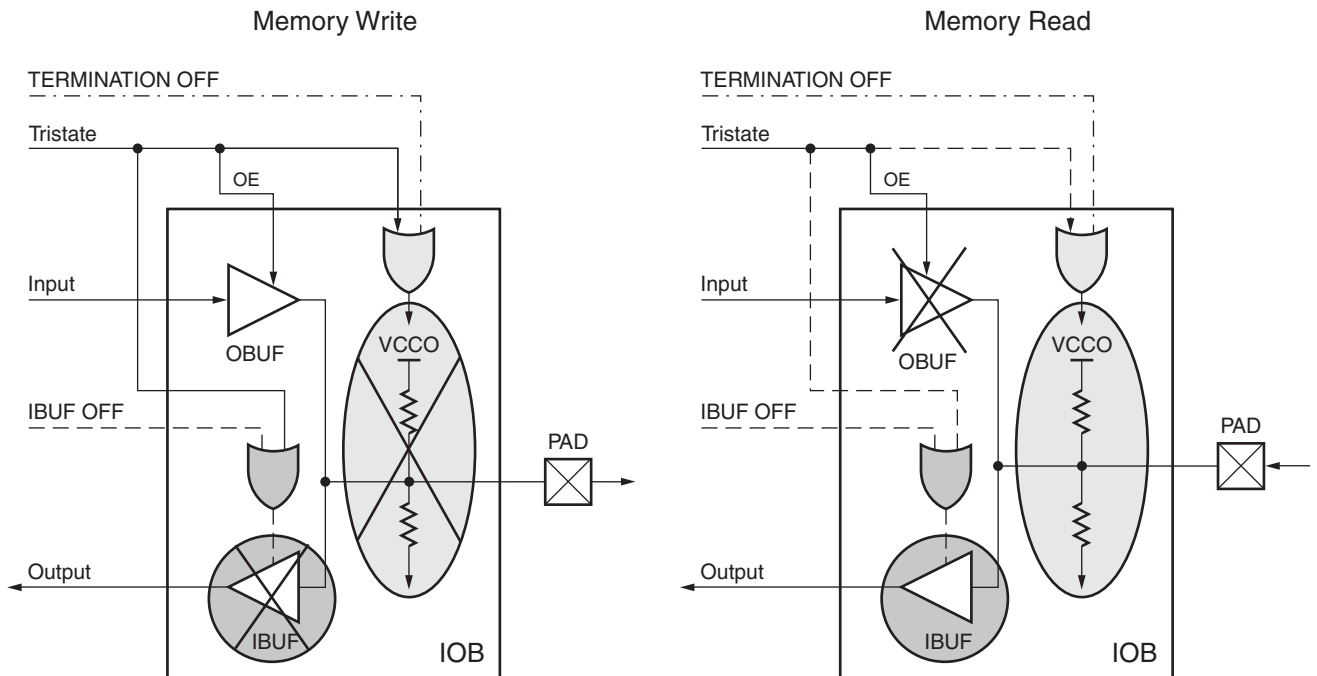 Memory Write
TERMINATION OFF
Tristate
OE
Input
OBUF
VCCO
IBUF OFF
PAD
Output
IBUF
IOB
Memory Read
TERMINATION OFF
Tristate
OE
Input
OBUF
VCCO
IBUF OFF
PAD
Output
IBUF
IOB